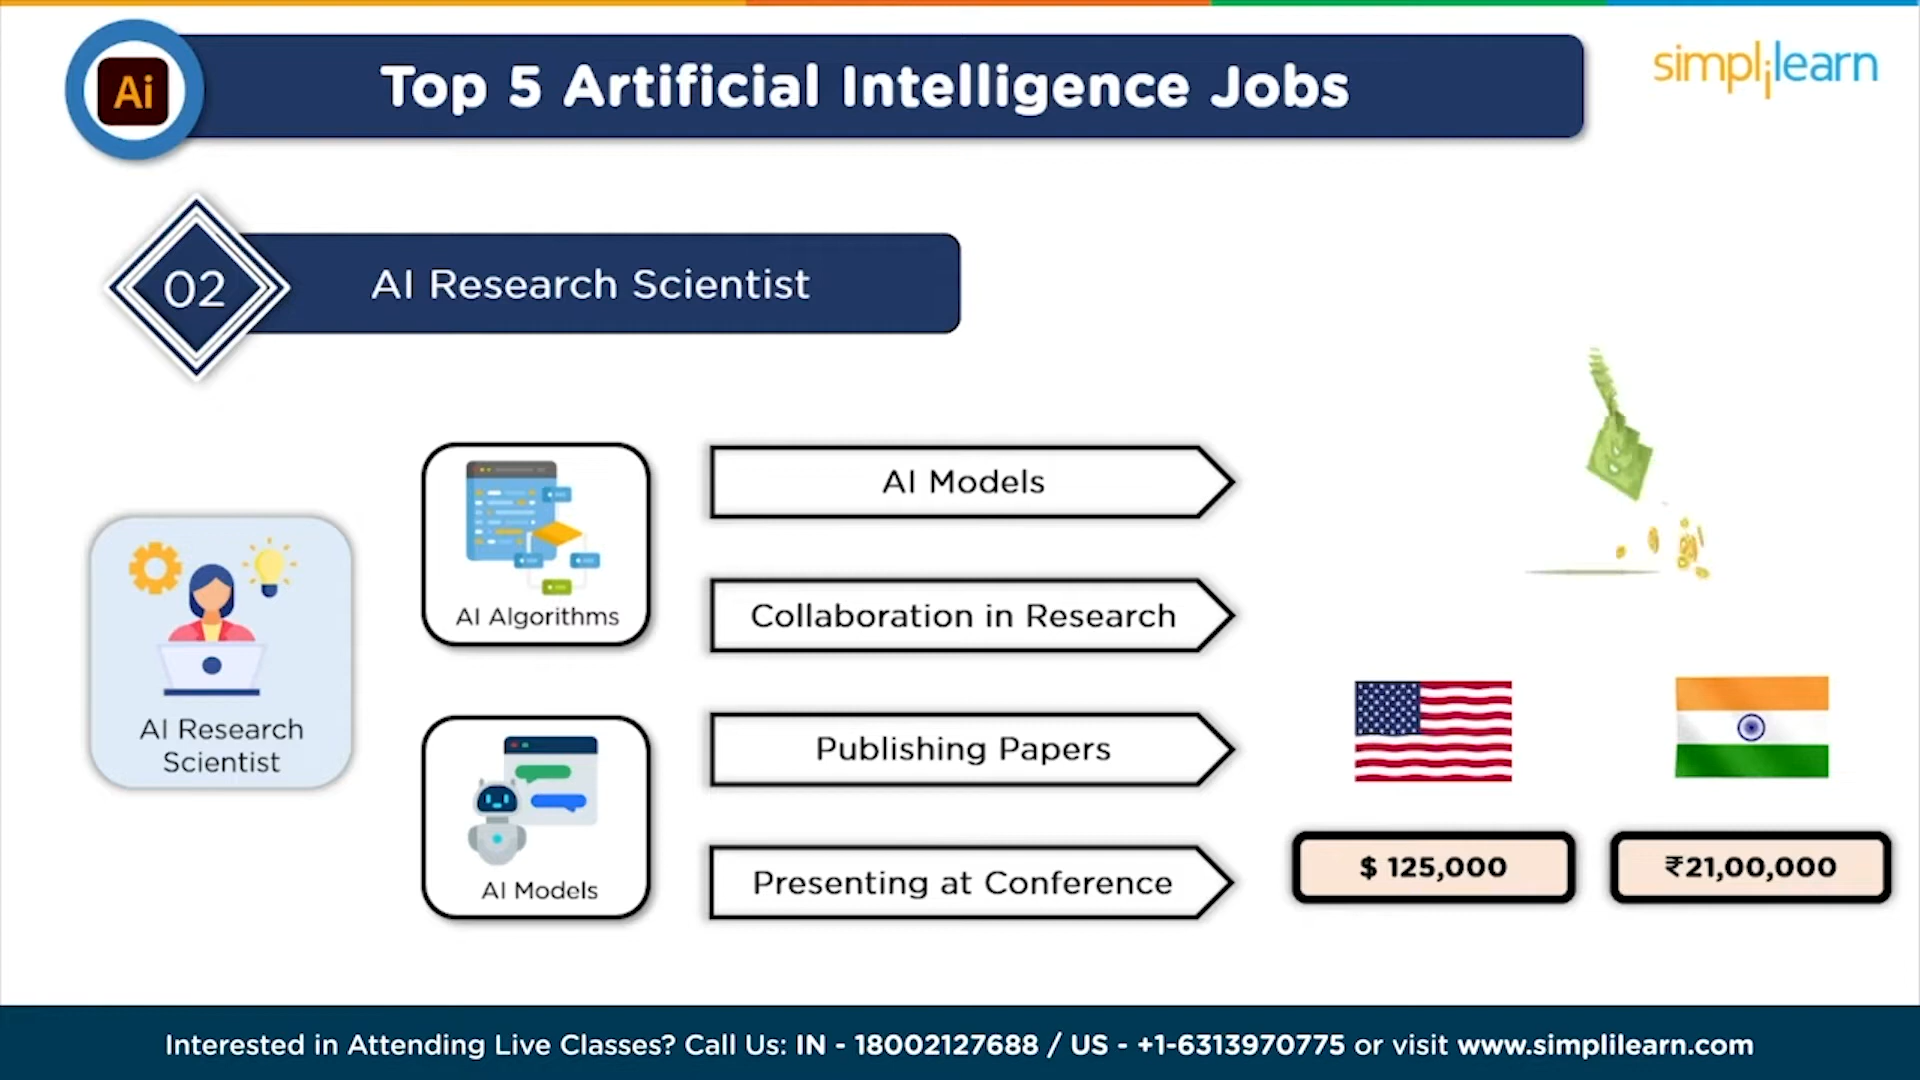 Ai
Top 5 Artificial Intelligence Jobs
simplilearn
02
AI Research Scientist
AI Research
Scientist
AI Algorithms
AI Models
AI Models
Collaboration in Research
Publishing Papers
Presenting at Conference
$ 125,000
₹21,00,000
Interested in Attending Live Classes? Call Us: IN - 18002127688 / US - +1-6313970775 or visit www.simplilearn.com